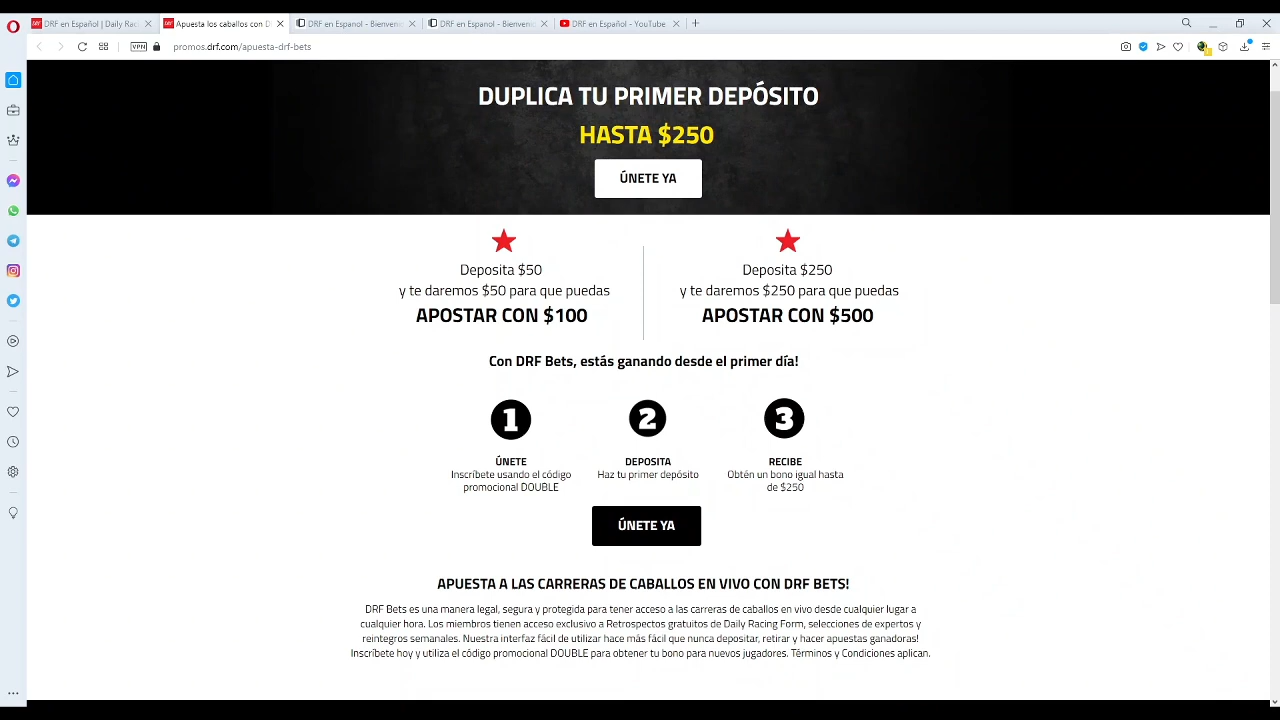 DRF en Español | Daily Rac
Apuesta los caballos con D
DRF en Espanol - Bienveni
DRF en Espanol - Bienveni
DRF en Español - YouTube
VPN
promos.drf.com/apuesta-drf-bets
DUPLICA TU PRIMER DEPÓSITO
HASTA $250
ÚNETE YA
Deposita $50
y te daremos $50 para que puedas
APOSTAR CON $100
Deposita $250
y te daremos $250 para que puedas
APOSTAR CON $500
Con DRF Bets, estás ganando desde el primer día!
1
ÚNETE
Inscríbete usando el código
promocional DOUBLE
2
DEPOSITA
Haz tu primer depósito
3
RECIBE
Obtén un bono igual hasta
de $250
ÚNETE YA
APUESTA A LAS CARRERAS DE CABALLOS EN VIVO CON DRF BETS!
DRF Bets es una manera legal, segura y protegida para tener acceso a las carreras de caballos en vivo desde cualquier lugar a
cualquier hora. Los miembros tienen acceso exclusivo a Retrospectos gratuitos de Daily Racing Form, selecciones de expertos y
reintegros semanales. Nuestra interfaz fácil de utilizar hace más fácil que nunca depositar, retirar y hacer apuestas ganadoras!
Inscríbete hoy y utiliza el código promocional DOUBLE para obtener tu bono para nuevos jugadores. Términos y Condiciones aplican.